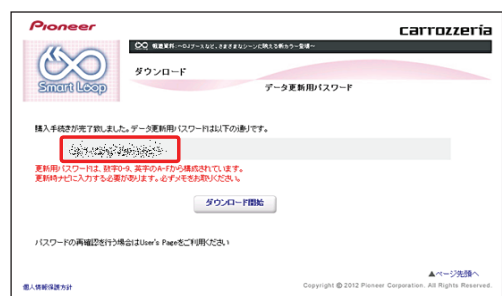 Pioneer
carrozzeria
Smart Loop
ダウンロード
データ更新用パスワード
購入手続きが完了致しました。データ更新用パスワードは以下の通りです。
更新用パスワードは、数字0-9、英字のA-Fから構成されています。
更新時ナビに入力する必要があります。必ずメモをお取りください。
ダウンロード開始
パスワードの再確認を行う場合はUser's Pageをご利用ください
▲ページ先頭へ
個人情報保護方針
Copyright © 2012 Pioneer Corporation. All Rights Reserved.